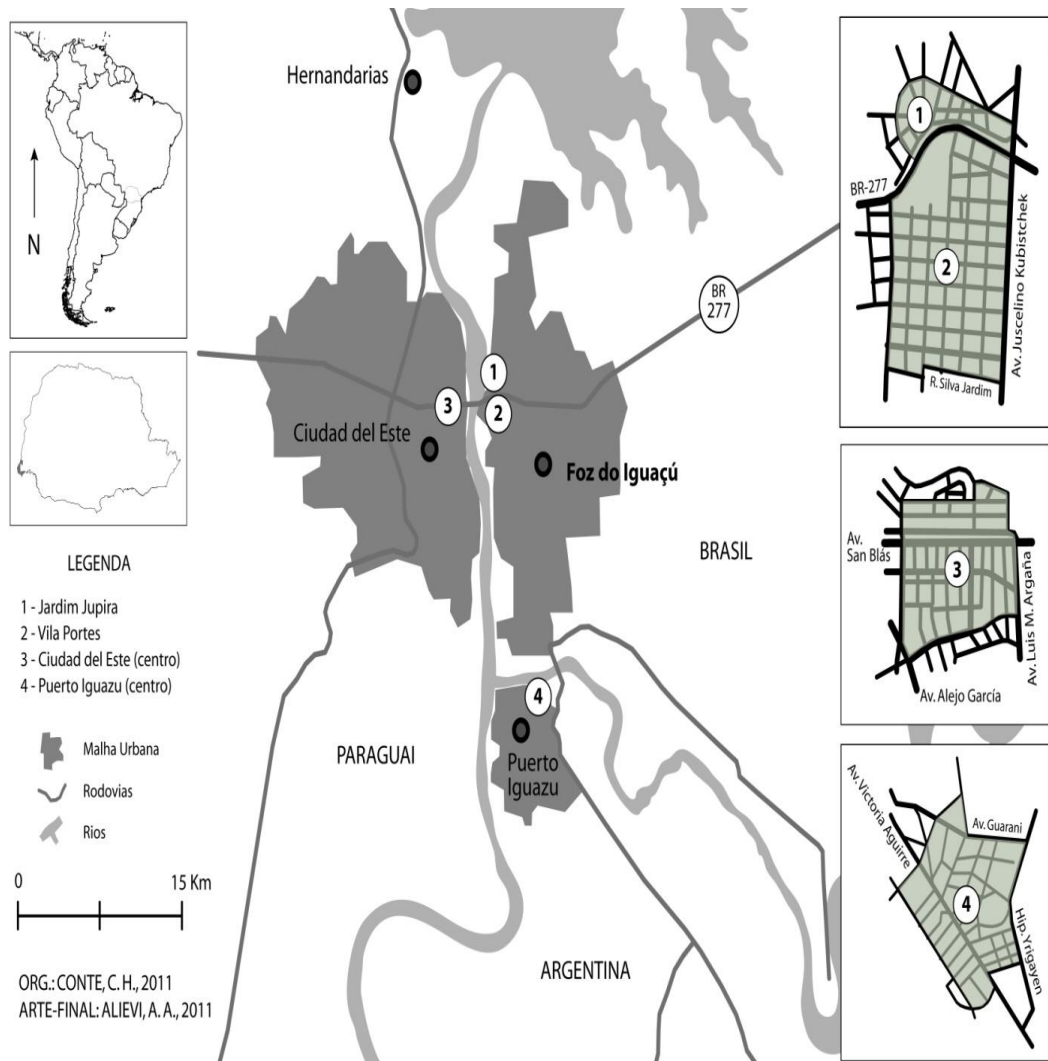 N
LEGENDA
1 - Jardim Jupira
2 - Vila Portes
3 - Ciudad del Este (centro)
4 - Puerto Iguazu (centro)
Malha Urbana
Rodovias
Rios
0 15 Km
ORG.: CONTE, C. H., 2011
ARTE-FINAL: ALIEVI, A. A., 2011
Hernandarias
BR
277
1
3
2
Ciudad del Este
Foz do Iguaçú
BRASIL
4
PARAGUAI
Puerto
Iguazu
ARGENTINA
1
BR-277
2
Av. Juscelino Kubistchek
R. Silva Jardim
Av.
San Blás
3
Av. Luis M. Argaña
Av. Alejo García
Av. Victoria Aguirre
Av. Guarani
4
Hip. Yrigayen